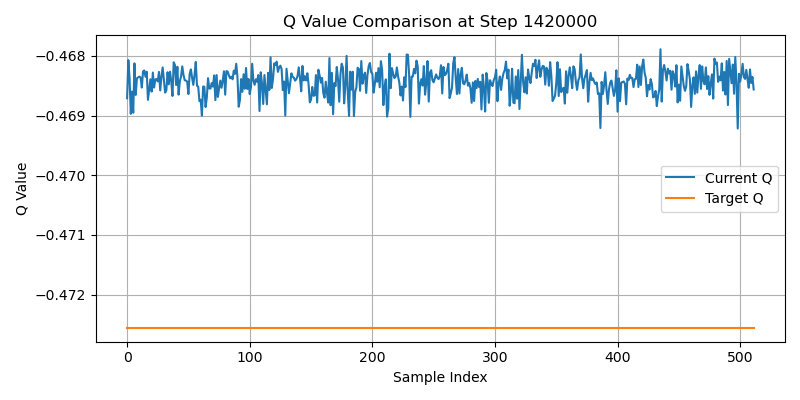 Q Value Comparison at Step 1420000
Q Value
−0.468
−0.469
−0.470
−0.471
−0.472
Current Q
Target Q
0
100
200
300
400
500
Sample Index